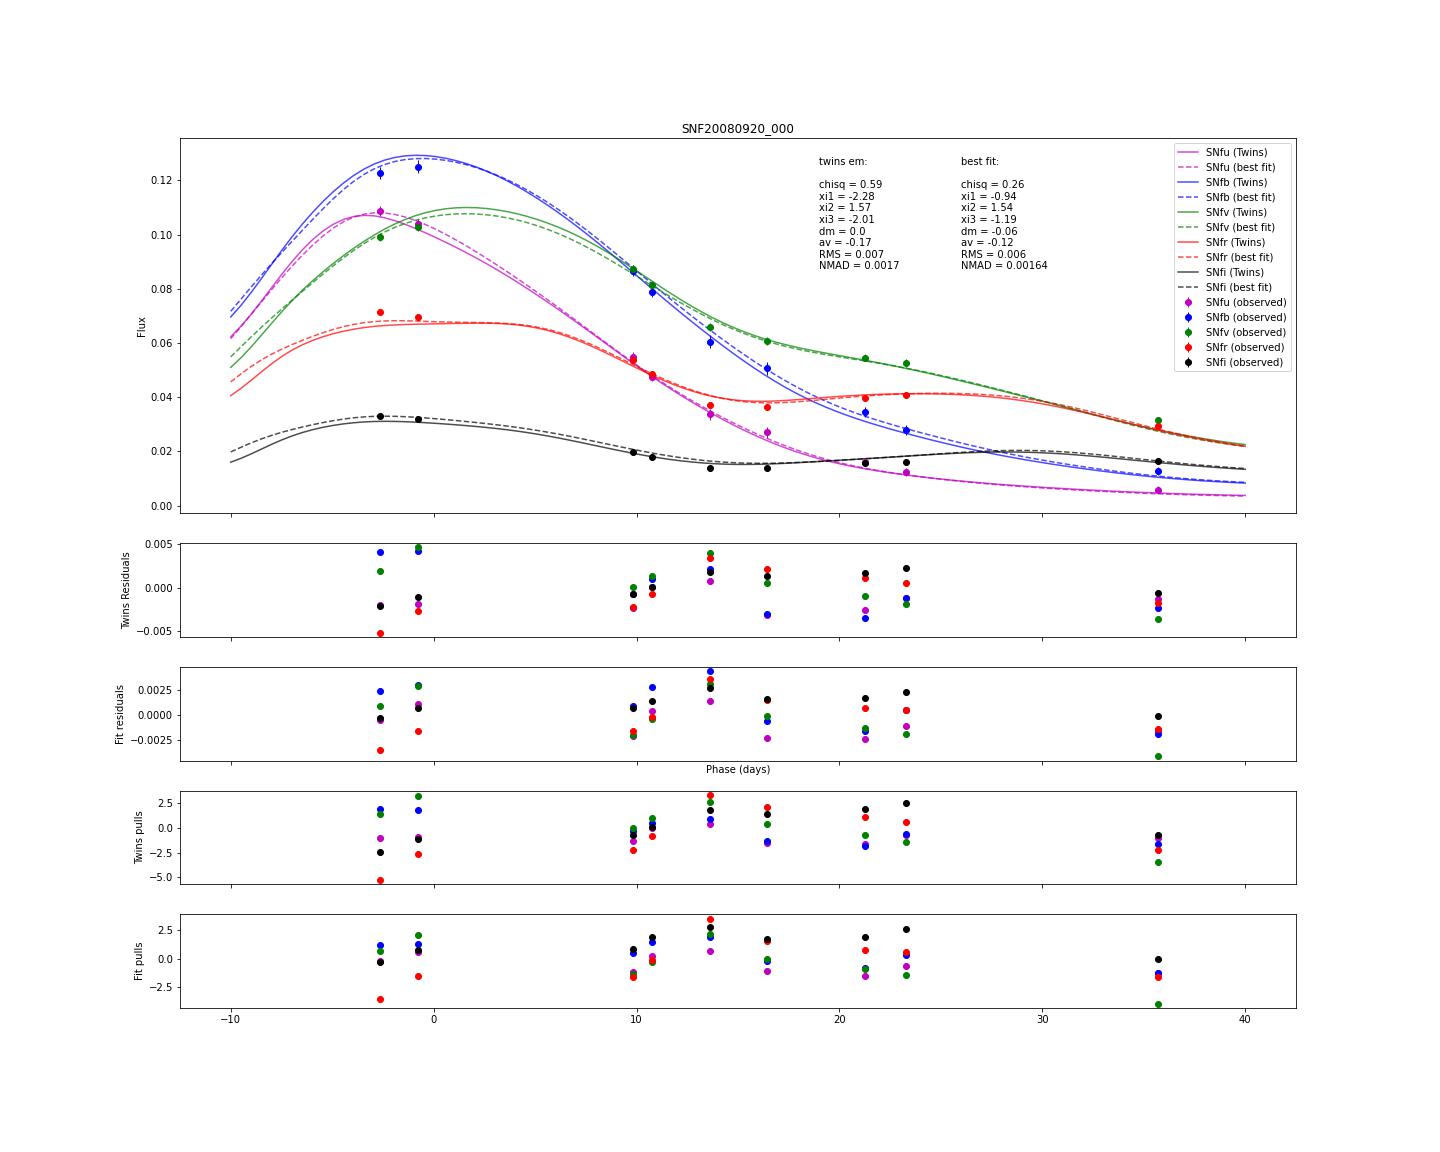 SNF20080920_000
Flux
0.12
0.10
0.08
0.06
0.04
0.02
0.00
twins em:
chisq = 0.59
xi1 = -2.28
xi2 = 1.57
xi3 = -2.01
dm = 0.0
av = -0.17
RMS = 0.007
NMAD = 0.0017
best fit:
chisq = 0.26
xi1 = -0.94
xi2 = 1.54
xi3 = -1.19
dm = -0.06
av = -0.12
RMS = 0.006
NMAD = 0.00164
SNfu (Twins)
SNfu (best fit)
SNfb (Twins)
SNfb (best fit)
SNfv (Twins)
SNfv (best fit)
SNfr (Twins)
SNfr (best fit)
SNfi (Twins)
SNfi (best fit)
SNfu (observed)
SNfb (observed)
SNfv (observed)
SNfr (observed)
SNfi (observed)
Twins Residuals
0.005
0.000
−0.005
Fit residuals
0.0025
0.0000
−0.0025
Phase (days)
Twins pulls
2.5
0.0
−2.5
−5.0
Fit pulls
2.5
0.0
−2.5
−10
0
10
20
30
40